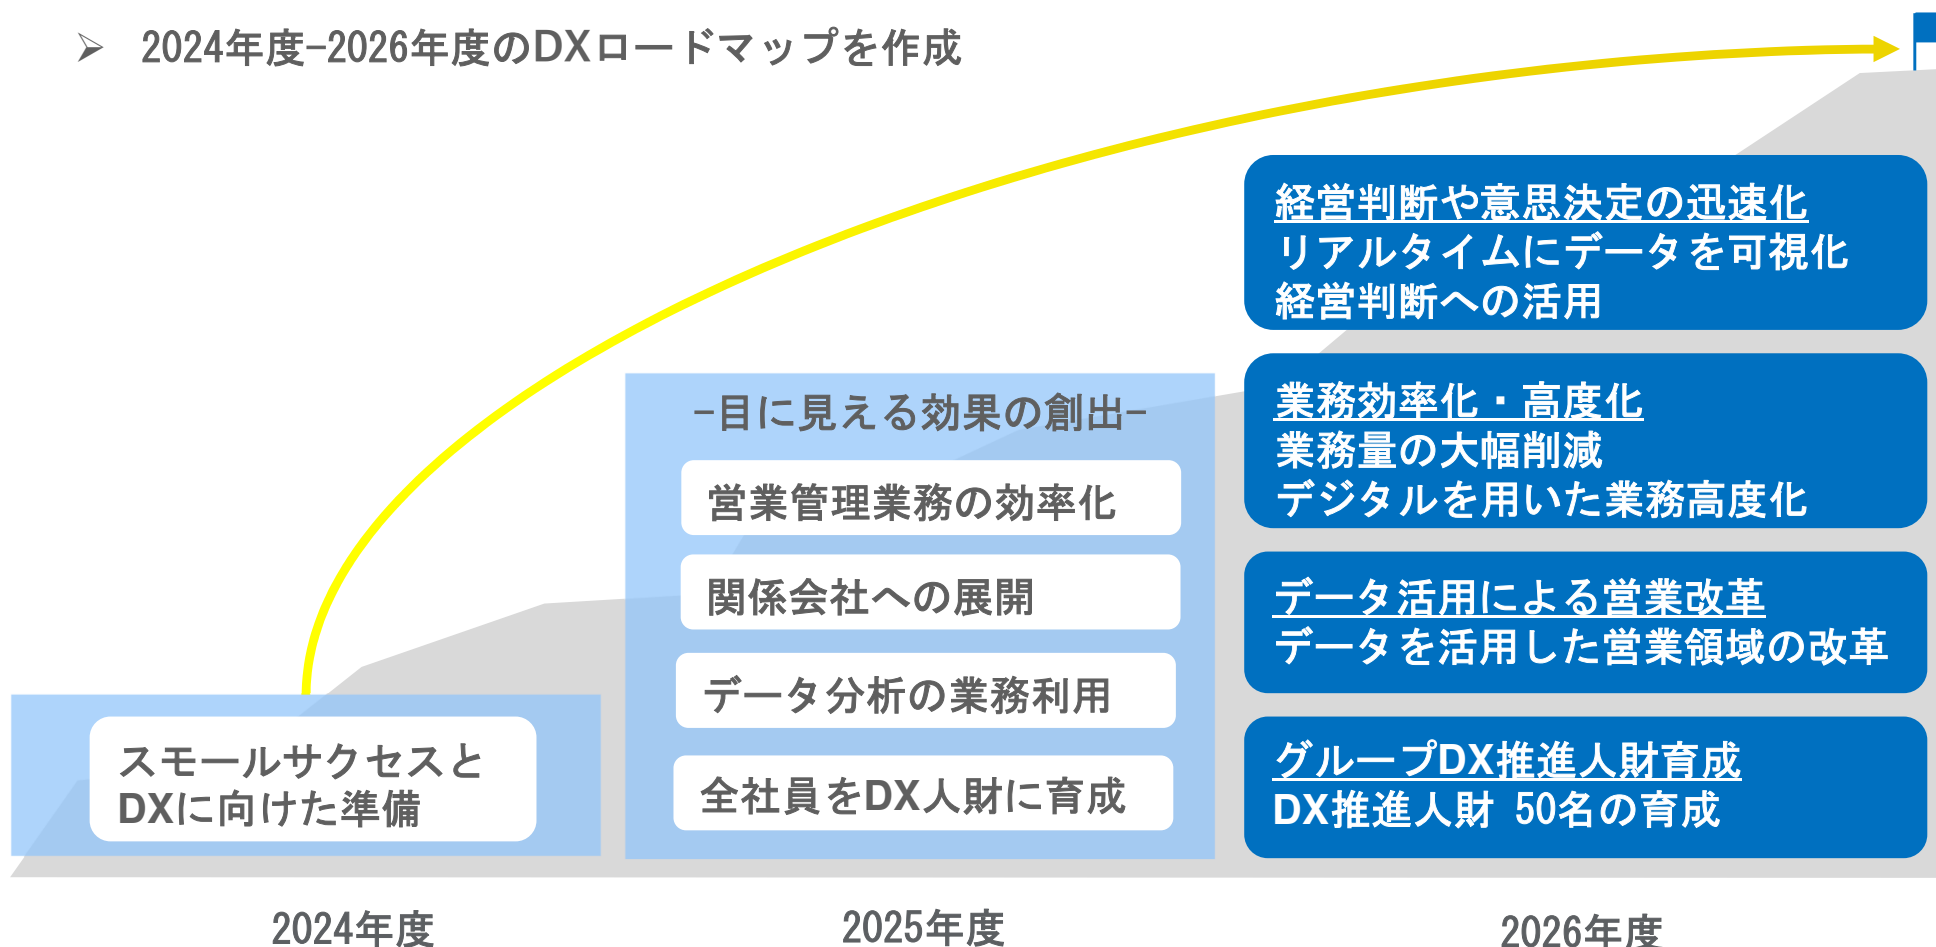 ➢ 2024年度-2026年度のDXロードマップを作成
スモールサクセスと
DXに向けた準備
2024年度
-目に見える効果の創出-
営業管理業務の効率化
関係会社への展開
データ分析の業務利用
全社員をDX人財に育成
2025年度
経営判断や意思決定の迅速化
リアルタイムにデータを可視化
経営判断への活用
業務効率化・高度化
業務量の大幅削減
デジタルを用いた業務高度化
データ活用による営業改革
データを活用した営業領域の改革
グループDX推進人財育成
DX推進人財 50名の育成
2026年度